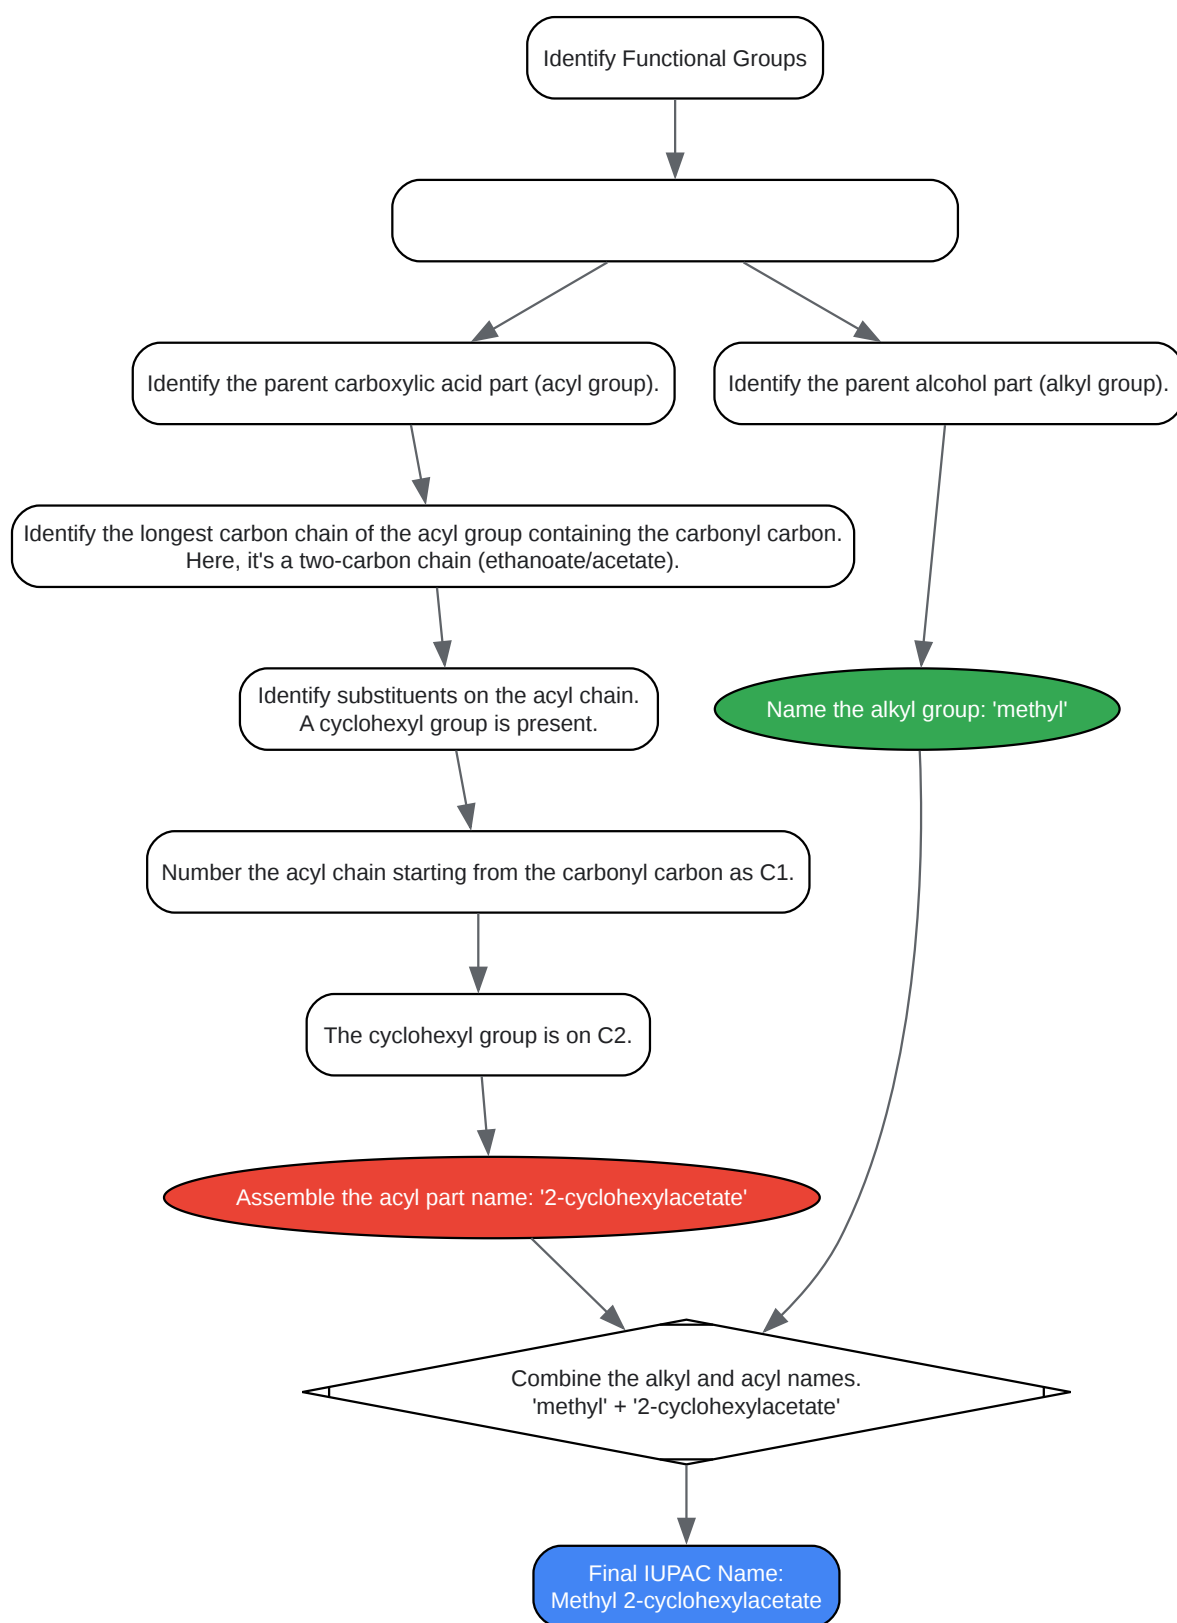 Identify Functional Groups
Identify the parent carboxylic acid part (acyl group).
Identify the parent alcohol part (alkyl group).
Identify the longest carbon chain of the acyl group containing the carbonyl carbon.
Here, it's a two-carbon chain (ethanoate/acetate).
Identify substituents on the acyl chain.
A cyclohexyl group is present.
Name the alkyl group: 'methyl'
Number the acyl chain starting from the carbonyl carbon as C1.
The cyclohexyl group is on C2.
Assemble the acyl part name: '2-cyclohexylacetate'
Combine the alkyl and acyl names.
'methyl' + '2-cyclohexylacetate'
Final IUPAC Name:
Methyl 2-cyclohexylacetate